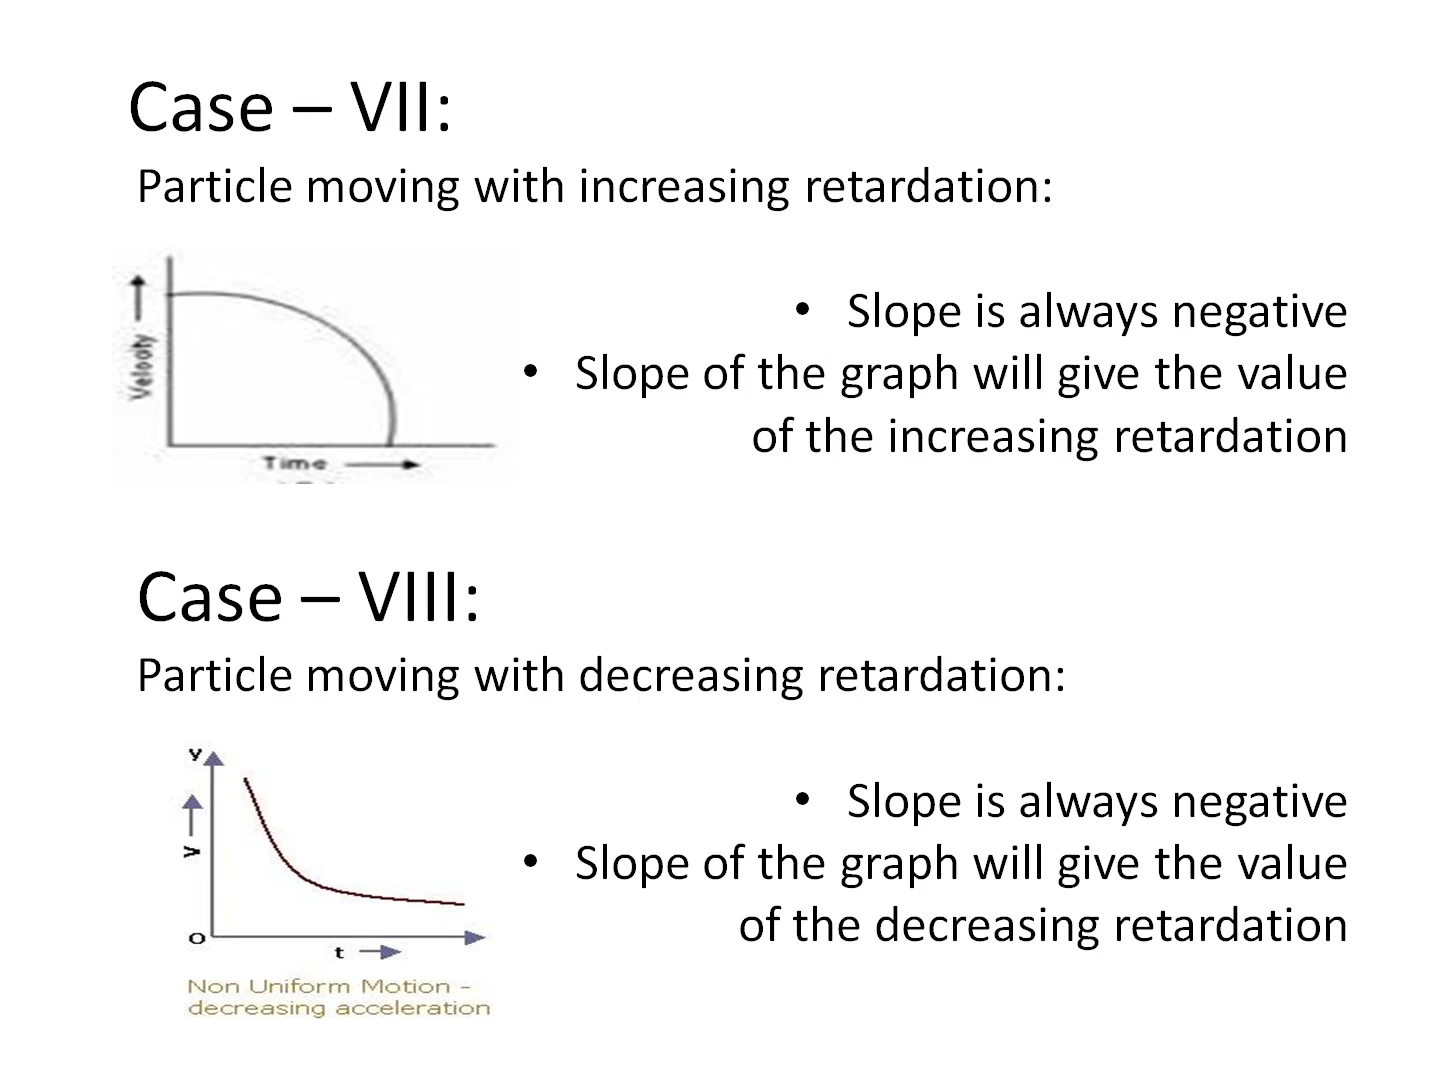 Case – VII:
Particle moving with increasing retardation:
Velocity
Time
• Slope is always negative
• Slope of the graph will give the value
of the increasing retardation
Case – VIII:
Particle moving with decreasing retardation:
Y
V
O
t
• Slope is always negative
• Slope of the graph will give the value
of the decreasing retardation
Non Uniform Motion -
decreasing acceleration